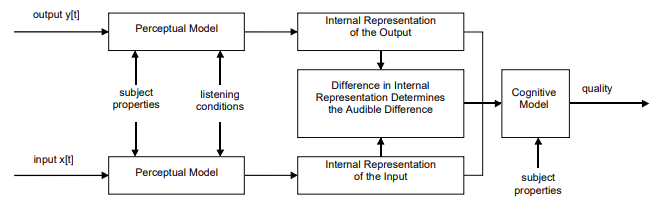 output y[t]
Perceptual Model
Internal Representation
of the Output
subject
properties
listening
conditions
Difference in Internal
Representation Determines
the Audible Difference
Cognitive
Model
quality
input x[t]
Perceptual Model
Internal Representation
of the Input
subject
properties